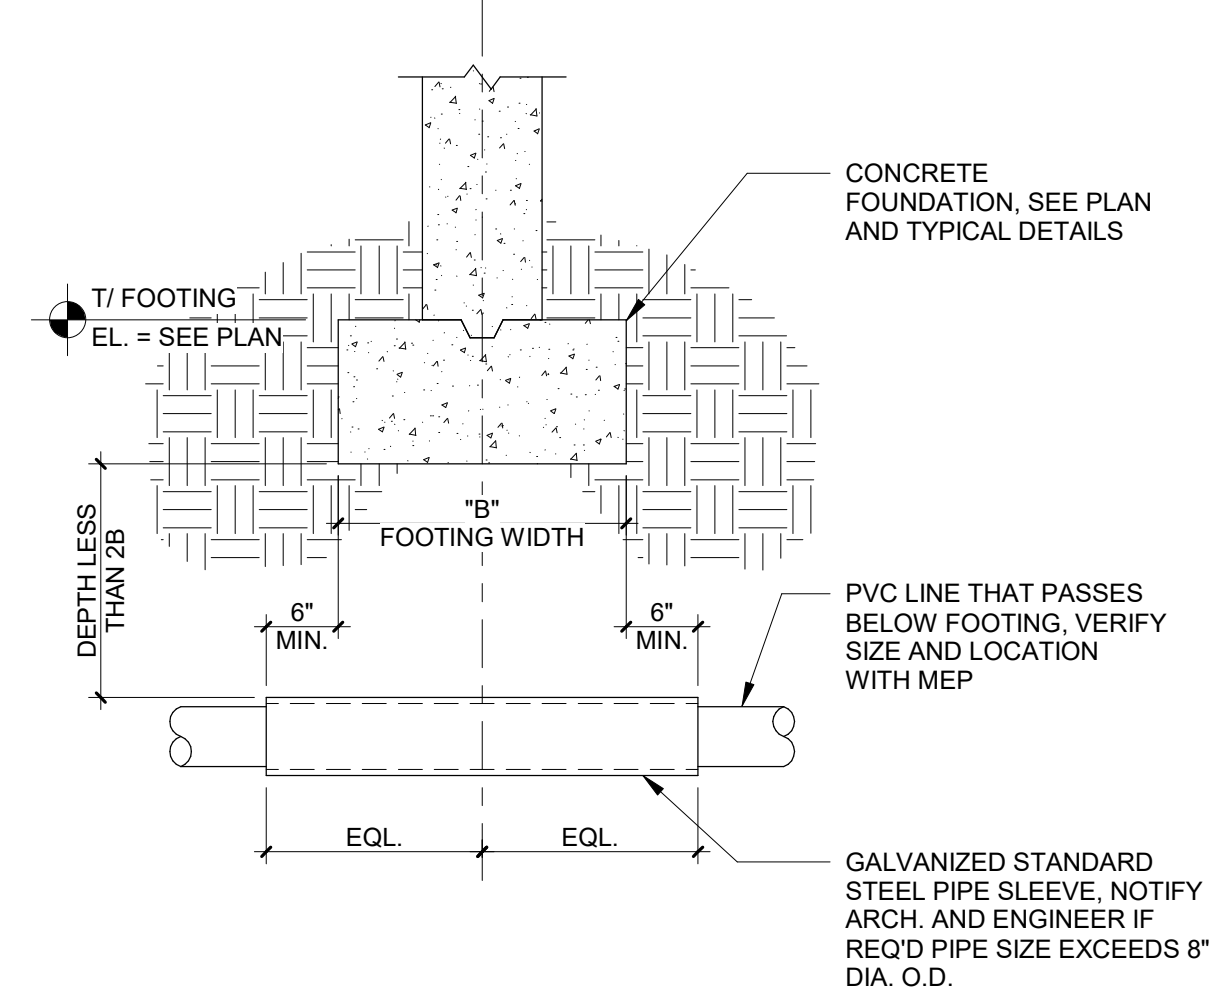 CONCRETE
FOUNDATION, SEE PLAN
AND TYPICAL DETAILS
T/ FOOTING
EL. = SEE PLAN
"B"
FOOTING WIDTH
DEPTH LESS
THAN 2B
6"
MIN.
6"
MIN.
PVC LINE THAT PASSES
BELOW FOOTING, VERIFY
SIZE AND LOCATION
WITH MEP
EQL.
EQL.
GALVANIZED STANDARD
STEEL PIPE SLEEVE, NOTIFY
ARCH. AND ENGINEER IF
REQ'D PIPE SIZE EXCEEDS 8"
DIA. O.D.